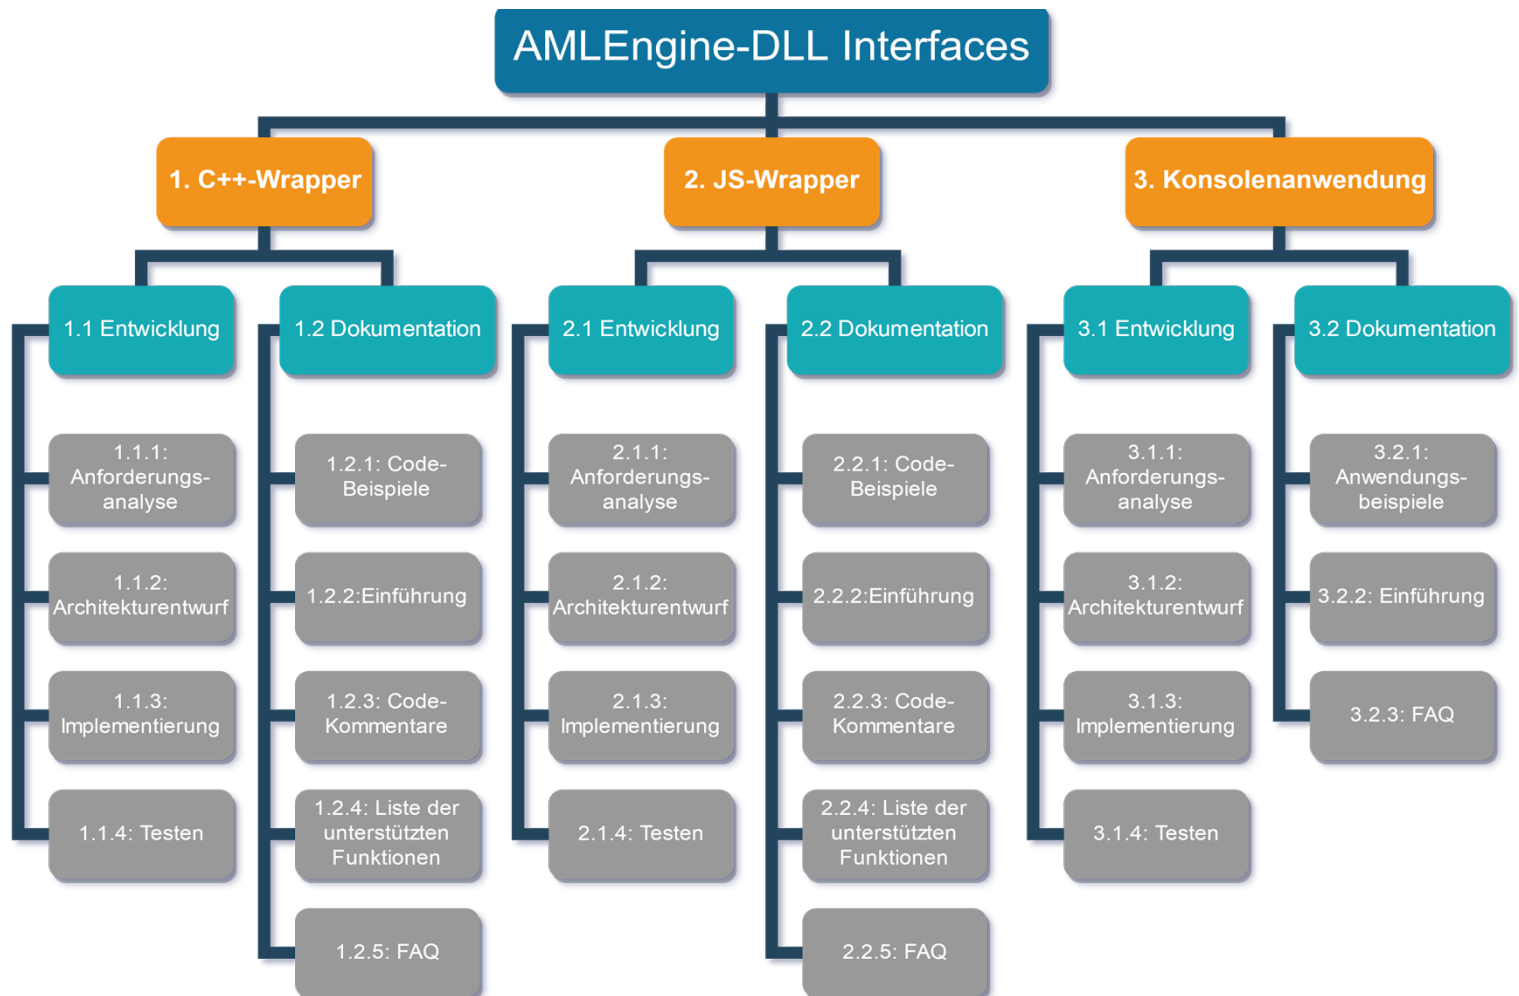 AMLEngine-DLL Interfaces
1. C++-Wrapper
2. JS-Wrapper
3. Konsolenanwendung
1.1 Entwicklung
1.2 Dokumentation
2.1 Entwicklung
2.2 Dokumentation
3.1 Entwicklung
3.2 Dokumentation
1.1.1:
Anforderungs-
analyse
1.2.1: Code-
Beispiele
2.1.1:
Anforderungs-
analyse
2.2.1: Code-
Beispiele
3.1.1:
Anforderungs-
analyse
3.2.1:
Anwendungs-
beispiele
1.1.2:
Architekturentwurf
1.2.2:Einführung
2.1.2:
Architekturentwurf
2.2.2:Einführung
3.1.2:
Architekturentwurf
3.2.2: Einführung
1.1.3:
Implementierung
1.2.3: Code-
Kommentare
2.1.3:
Implementierung
2.2.3: Code-
Kommentare
3.1.3:
Implementierung
3.2.3: FAQ
1.1.4: Testen
1.2.4: Liste der
unterstützten
Funktionen
2.1.4: Testen
2.2.4: Liste der
unterstützten
Funktionen
3.1.4: Testen
1.2.5: FAQ
2.2.5: FAQ